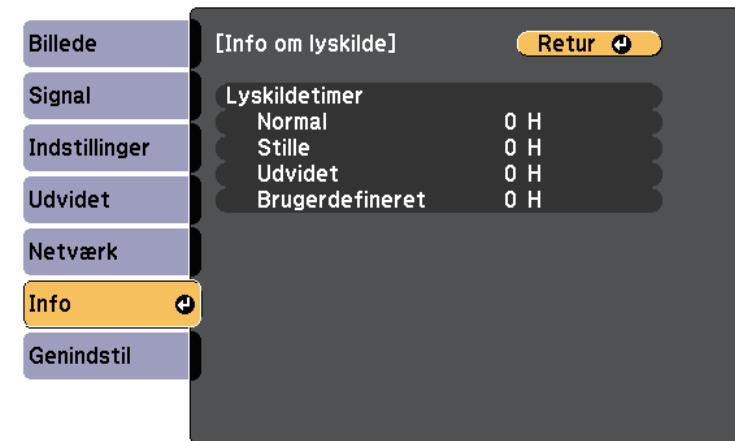 Billede
Signal
Indstillinger
Udvidet
Netværk
Info
Genindstil
[Info om lyskilde]
Retur
Lyskildetimer
Normal 0 H
Stille 0 H
Udvidet 0 H
Brugerdefineret 0 H